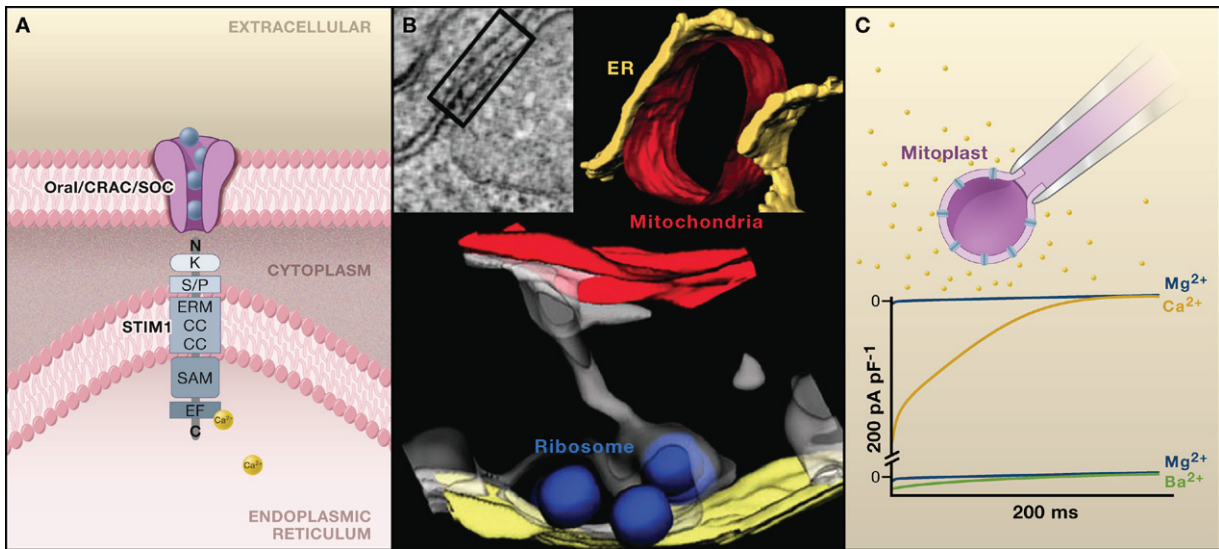 A
EXTRACELLULAR
Oral/CRAC/SOC
N
K
CYTOPLASM
S/P
ERM
STIM1
CC
CC
SAM
EF
Ca²⁺
C
Ca²⁺
ENDOPLASMIC
RETICULUM
B
ER
Mitochondria
Ribosome
C
Mitoplast
0
Mg²⁺
Ca²⁺
200 pA pF⁻¹
0
Mg²⁺
Ba²⁺
200 ms